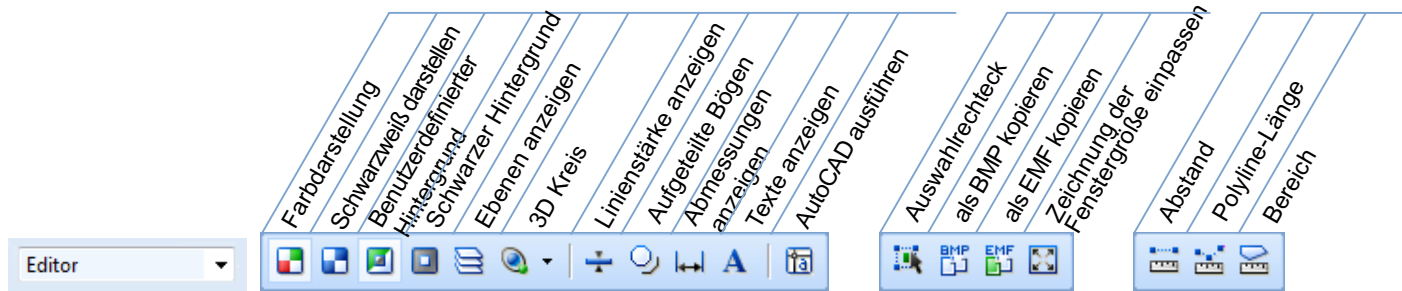 Farbdarstellung
Schwarzweiß darstellen
Benutzerdefinierter
Hintergrund
Schwarzer Hintergrund
Ebenen anzeigen
3D Kreis
Linienstärke anzeigen
Aufgeteilte Bögen
Abmessungen
anzeigen
Texte anzeigen
AutoCAD ausführen
Auswahlrechteck
als BMP kopieren
als EMF kopieren
Zeichnung der
Fenstergröße einpassen
Abstand
Polyline-Länge
Bereich
Editor
A
a
BMP
EMF